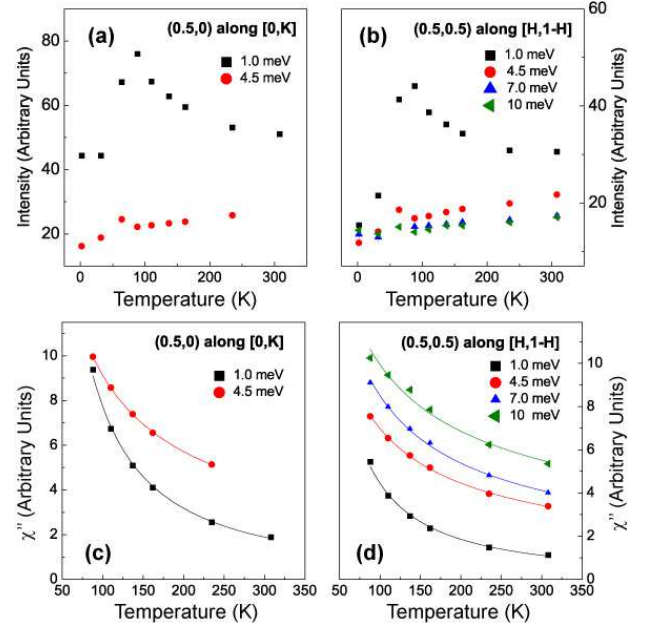 (a)
(0.5,0) along [0,K]
1.0 meV
4.5 meV
Intensity (Arbitrary Units)
80
60
40
20
0
100
200
300
Temperature (K)
(b)
(0.5,0.5) along [H,1-H]
1.0 meV
4.5 meV
7.0 meV
10 meV
60
40
20
Intensity (Arbitrary Units)
0
100
200
300
Temperature (K)
(0.5,0) along [0,K]
1.0 meV
4.5 meV
χ'' (Arbitrary Units)
10
8
6
4
2
0
(c)
50
100
150
200
250
300
Temperature (K)
(0.5,0.5) along [H,1-H]
1.0 meV
4.5 meV
7.0 meV
10 meV
10
8
6
4
2
0
χ'' (Arbitrary Units)
(d)
50
100
150
200
250
300
Temperature (K)